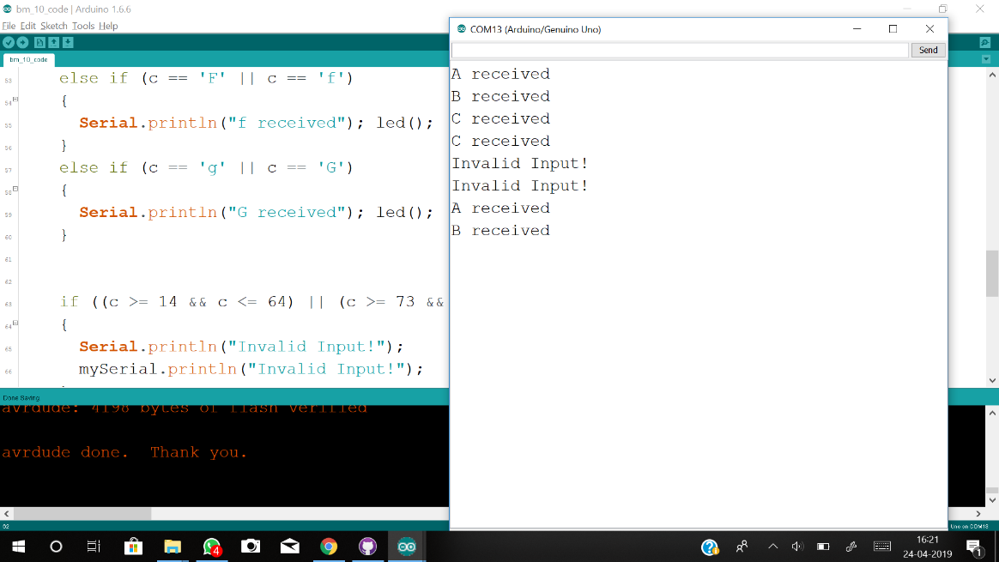 bm_10_code | Arduino 1.6.6
File Edit Sketch Tools Help
bm_10_code
53 else if (c == 'F' || c == 'f')
54 {
55 Serial.println("f received"); led();
56 }
57 else if (c == 'g' || c == 'G')
58 {
59 Serial.println("G received"); led();
60 }
61
62
63 if ((c >= 14 && c <= 64) || (c >= 73 &&
64 {
65 Serial.println("Invalid Input!");
66 mySerial.println("Invalid Input!");
Done Saving
avrdude: 4198 bytes of flash verified
avrdude done. Thank you.
92
COM13 (Arduino/Genuino Uno)
Send
A received
B received
C received
C received
Invalid Input!
Invalid Input!
A received
B received
Uno on COM13
4
16:21
24-04-2019
1